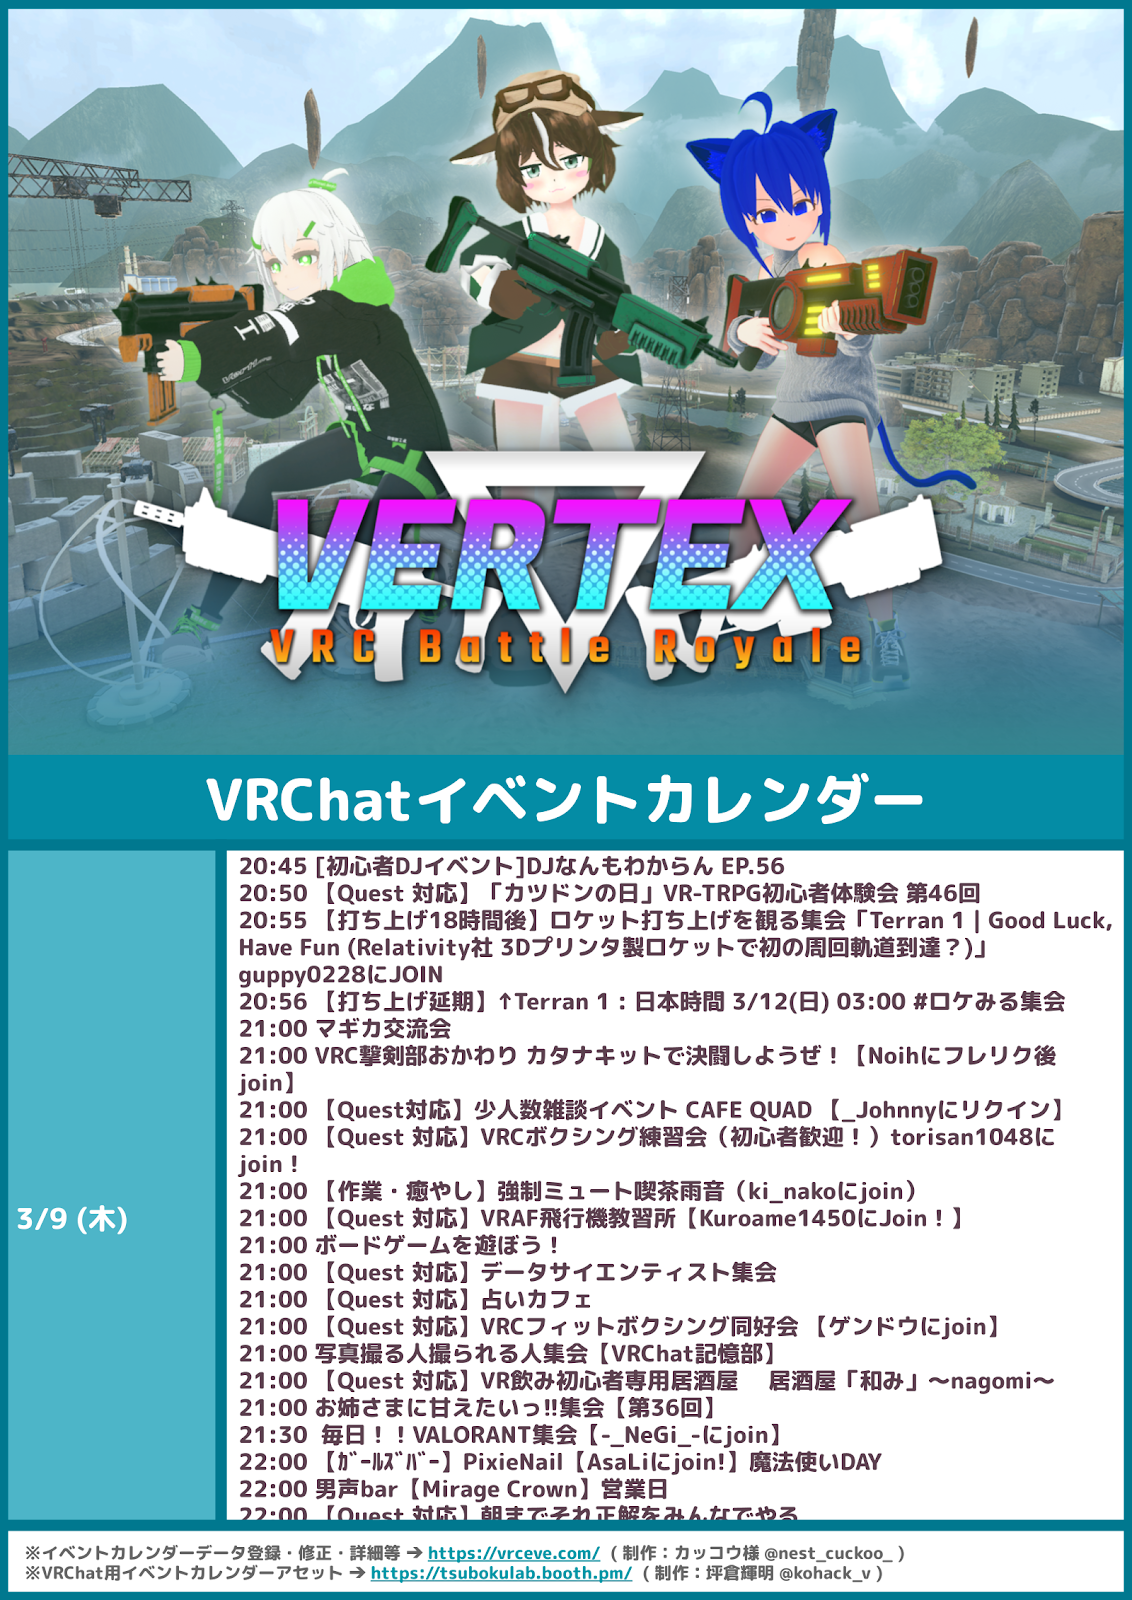 VERTEX
VRC Battle Royale
VRChatイベントカレンダー
3/9 (木)
20:45 [初心者DJイベント]DJなんもわからん EP.56
20:50 【Quest 対応】「カツドンの日」VR-TRPG初心者体験会 第46回
20:55 【打ち上げ18時間後】ロケット打ち上げを観る集会「Terran 1 | Good Luck,
Have Fun (Relativity社 3Dプリンタ製ロケットで初の周回軌道到達？)」
guppy0228にJOIN
20:56 【打ち上げ延期】↑Terran 1 : 日本時間 3/12(日) 03:00 #ロケみる集会
21:00 マギカ交流会
21:00 VRC撃剣部おかわり カタナキットで決闘しようぜ！【Noihにフレリク後
join】
21:00 【Quest対応】少人数雑談イベント CAFE QUAD 【_Johnnyにリクイン】
21:00 【Quest 対応】VRCボクシング練習会（初心者歓迎！）torisan1048に
join！
21:00 【作業・癒やし】強制ミュート喫茶雨音（ki_nakoにjoin）
21:00 【Quest 対応】VRAF飛行機教習所【Kuroame1450にJoin！】
21:00 ボードゲームを遊ぼう！
21:00 【Quest 対応】データサイエンティスト集会
21:00 【Quest 対応】占いカフェ
21:00 【Quest 対応】VRCフィットボクシング同好会 【ゲンドウにjoin】
21:00 写真撮る人撮られる人集会【VRChat記憶部】
21:00 【Quest 対応】VR飲み初心者専用居酒屋　居酒屋「和み」～nagomi～
21:00 お姉さまに甘えたいっ!!集会【第36回】
21:30 毎日！！VALORANT集会【-_NeGi_-にjoin】
22:00 【ｶﾞｰﾙｽﾞﾊﾞｰ】PixieNail【AsaLiにjoin!】魔法使いDAY
22:00 男声bar【Mirage Crown】営業日
22:00 【Quest 対応】朝までそれ正解をみんなでやる
※イベントカレンダーデータ登録・修正・詳細等 → https://vrceve.com/ ( 制作：カッコウ様 @nest_cuckoo_ )
※VRChat用イベントカレンダーアセット → https://tsubokulab.booth.pm/ ( 制作：坪倉輝明 @kohack_v )